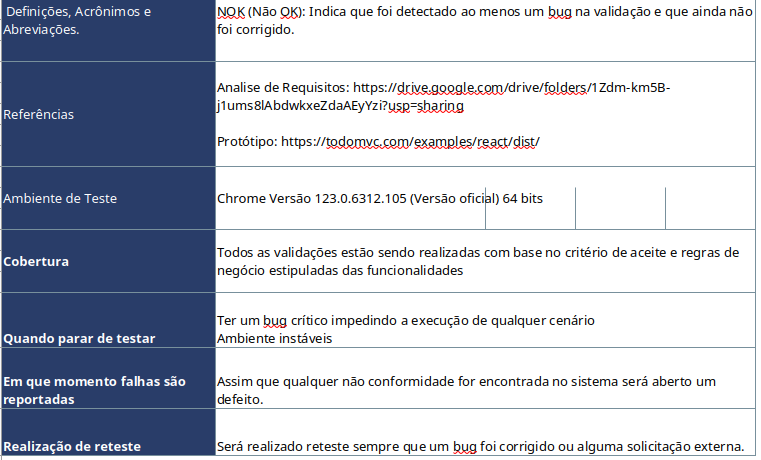 Definições, Acrônimos e
Abreviações.
NOK (Não OK): Indica que foi detectado ao menos um bug na validação e que ainda não
foi corrigido.
Referências
Analise de Requisitos: https://drive.google.com/drive/folders/1Zdm-km5B-
j1ums8lAbdwkxeZdaAEyYzi?usp=sharing
Protótipo: https://todomvc.com/examples/react/dist/
Ambiente de Teste
Chrome Versão 123.0.6312.105 (Versão oficial) 64 bits
Cobertura
Todos as validações estão sendo realizadas com base no critério de aceite e regras de
negócio estipuladas das funcionalidades
Quando parar de testar
Ter um bug crítico impedindo a execução de qualquer cenário
Ambiente instáveis
Em que momento falhas são
reportadas
Assim que qualquer não conformidade for encontrada no sistema será aberto um
defeito.
Realização de reteste
Será realizado reteste sempre que um bug foi corrigido ou alguma solicitação externa.